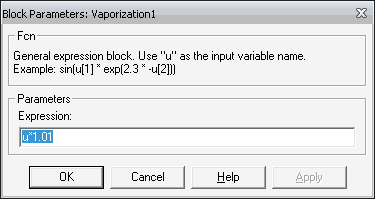 Block Parameters: Vaporization1
Fcn
General expression block. Use "u" as the input variable name.
Example: sin(u[1] * exp(2.3 * -u[2]))
Parameters
Expression:
u*1.01
OK
Cancel
Help
Apply